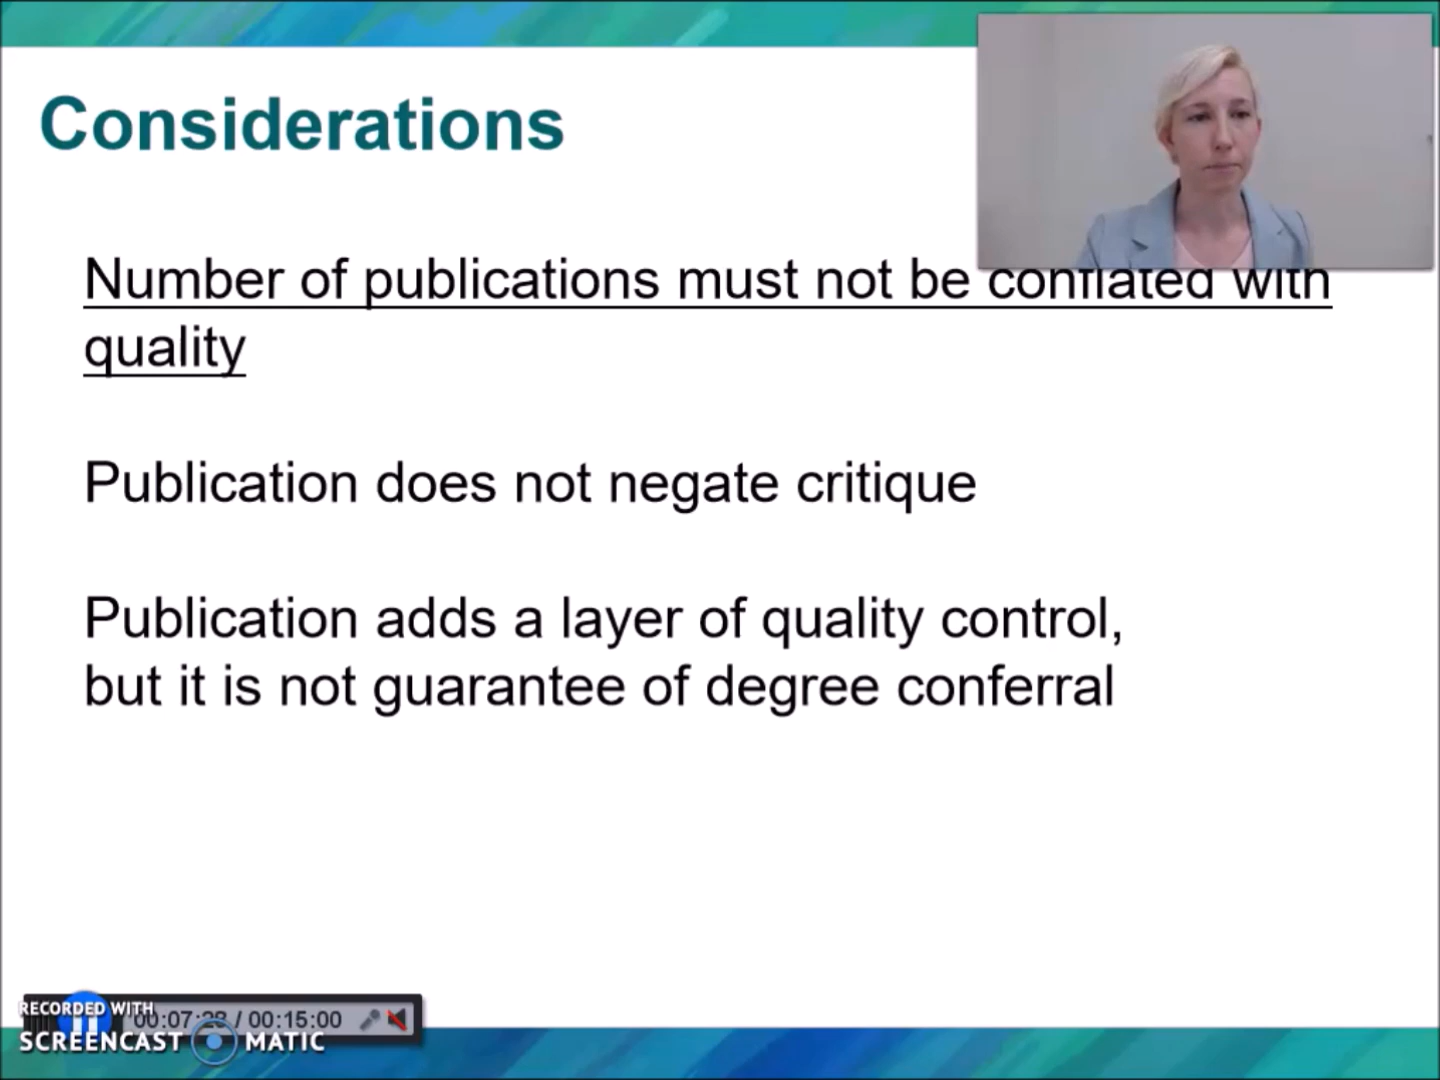 Considerations
Number of publications must not be conflated with
quality
Publication does not negate critique
Publication adds a layer of quality control,
but it is not guarantee of degree conferral
RECORDED WITH
00:07:28 / 00:15:00
SCREENCAST MATIC